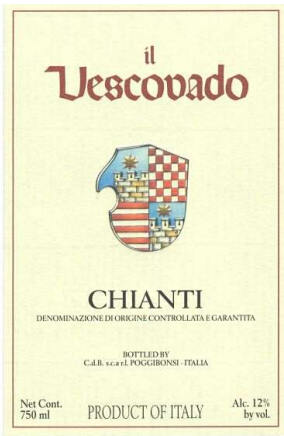 il
Vescovado
CHIANTI
DENOMINAZIONE DI ORIGINE CONTROLLATA E GARANTITA
BOTTLED BY
C.d.B. s.c.a r.l. POGGIBONSI - ITALIA
Net Cont.
750 ml
PRODUCT OF ITALY
Alc. 12%
by vol.